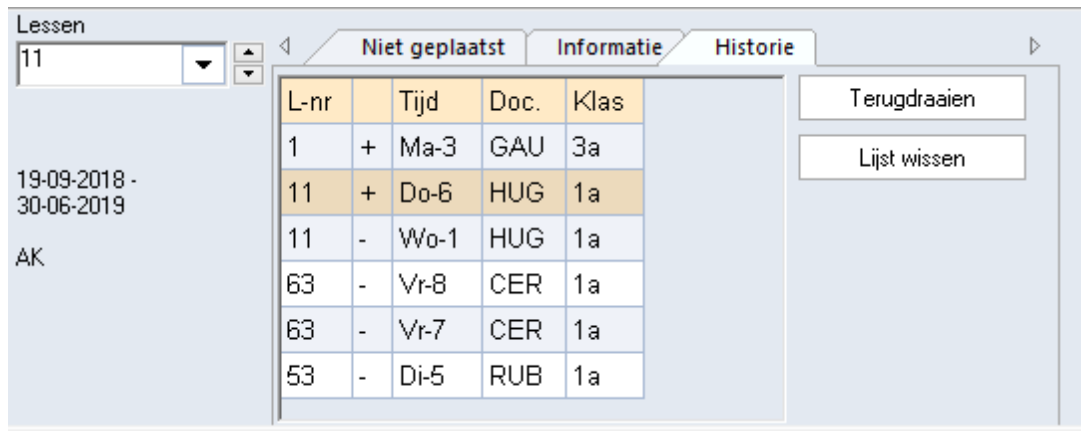 Lessen
11
19-09-2018 -
30-06-2019
AK
Niet geplaatst Informatie Historie
L-nr Tijd Doc. Klas
1 + Ma-3 GAU 3a
11 + Do-6 HUG 1a
11 - Wo-1 HUG 1a
63 - Vr-8 CER 1a
63 - Vr-7 CER 1a
53 - Di-5 RUB 1a
Terugdraaien
Lijst wissen